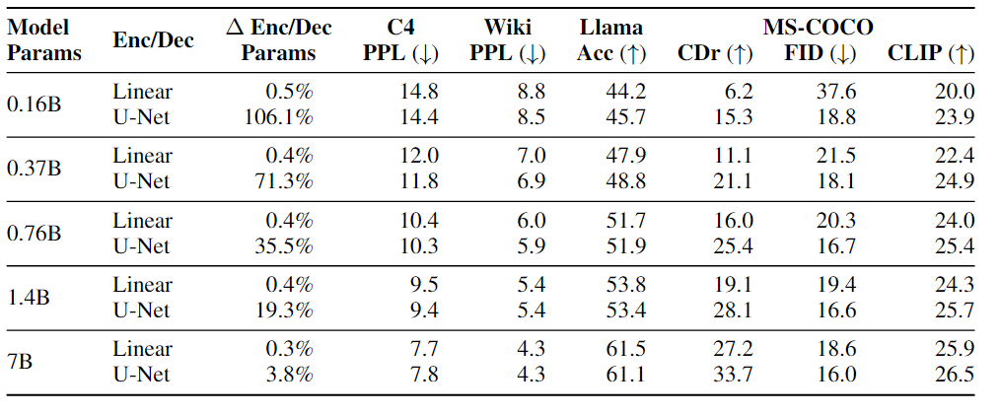 Model Params Enc/Dec Δ Enc/Dec Params C4 PPL (↓) Wiki PPL (↓) Llama Acc (↑) CDr (↑) MS-COCO FID (↓) CLIP (↑)
0.16B Linear 0.5% 14.8 8.8 44.2 6.2 37.6 20.0
U-Net 106.1% 14.4 8.5 45.7 15.3 18.8 23.9
0.37B Linear 0.4% 12.0 7.0 47.9 11.1 21.5 22.4
U-Net 71.3% 11.8 6.9 48.8 21.1 18.1 24.9
0.76B Linear 0.4% 10.4 6.0 51.7 16.0 20.3 24.0
U-Net 35.5% 10.3 5.9 51.9 25.4 16.7 25.4
1.4B Linear 0.4% 9.5 5.4 53.8 19.1 19.4 24.3
U-Net 19.3% 9.4 5.4 53.4 28.1 16.6 25.7
7B Linear 0.3% 7.7 4.3 61.5 27.2 18.6 25.9
U-Net 3.8% 7.8 4.3 61.1 33.7 16.0 26.5